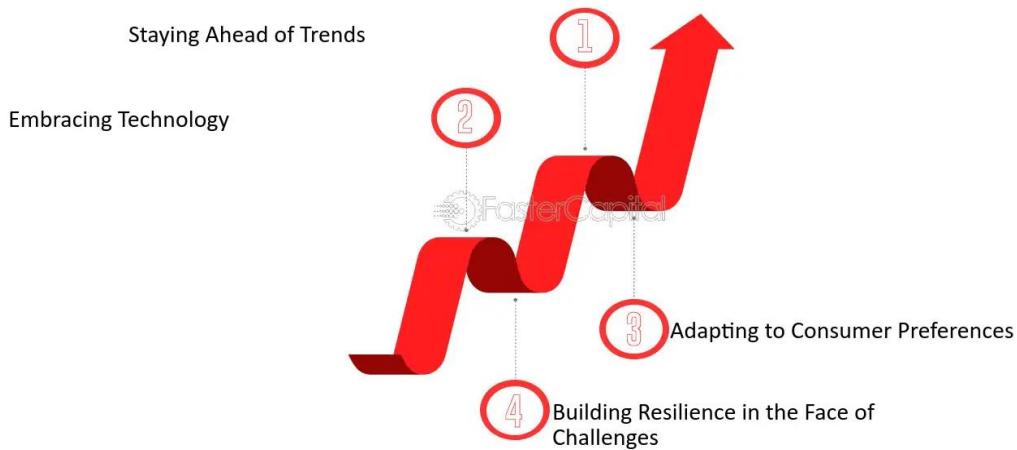 Staying Ahead of Trends
1
Embracing Technology
2
FasterCapital
3
Adapting to Consumer Preferences
4
Building Resilience in the Face of
Challenges